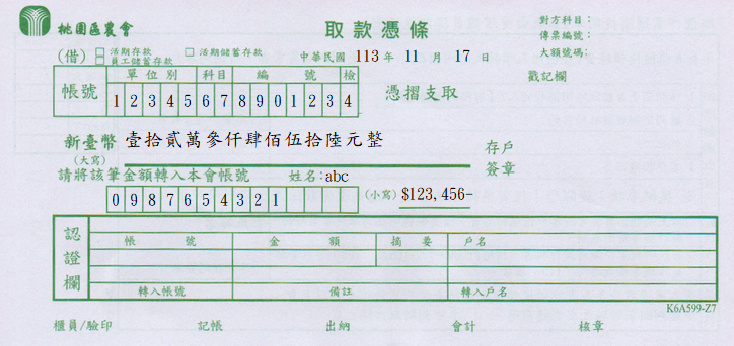 桃園區農會
取款憑條
對方科目：
傳票編號：
大額號碼：
(借) □ 活期存款 □ 活期儲蓄存款
□ 員工儲蓄存款
中華民國 113 年 11 月 17 日
戳記欄
帳號 單位別 科目 編號 檢
1 2 3 4 5 6 7 8 9 0 1 2 3 4
憑摺支取
新臺幣 壹拾貳萬參仟肆佰伍拾陸元整
(大寫)
存戶
簽章
請將該筆金額轉入本會帳號 姓名:abc
0 9 8 7 6 5 4 3 2 1
(小寫) $123,456-
認證欄
帳號 金額 摘要 戶名
轉入帳號 備註 轉入戶名
K6A599-Z7
櫃員/驗印 記帳 出納 會計 核章